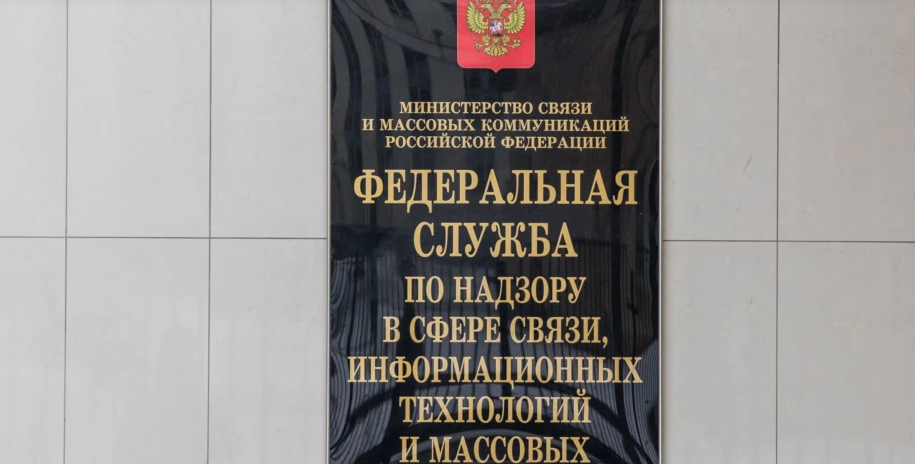 МИНИСТЕРСТВО СВЯЗИ
И МАССОВЫХ КОММУНИКАЦИЙ
РОССИЙСКОЙ ФЕДЕРАЦИИ
ФЕДЕРАЛЬНАЯ
СЛУЖБА
ПО НАДЗОРУ
В СФЕРЕ СВЯЗИ,
ИНФОРМАЦИОННЫХ
ТЕХНОЛОГИЙ
И МАССОВЫХ